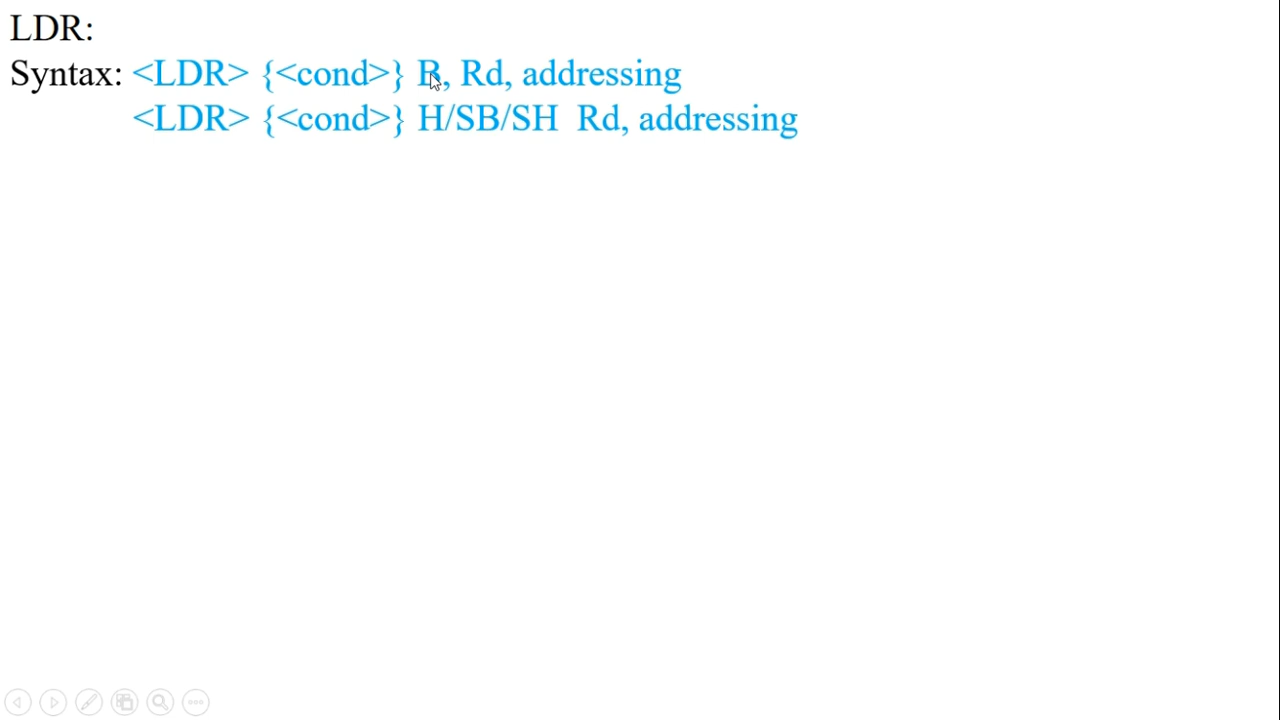 LDR:
Syntax: <LDR> {<cond>} B, Rd, addressing
<LDR> {<cond>} H/SB/SH Rd, addressing